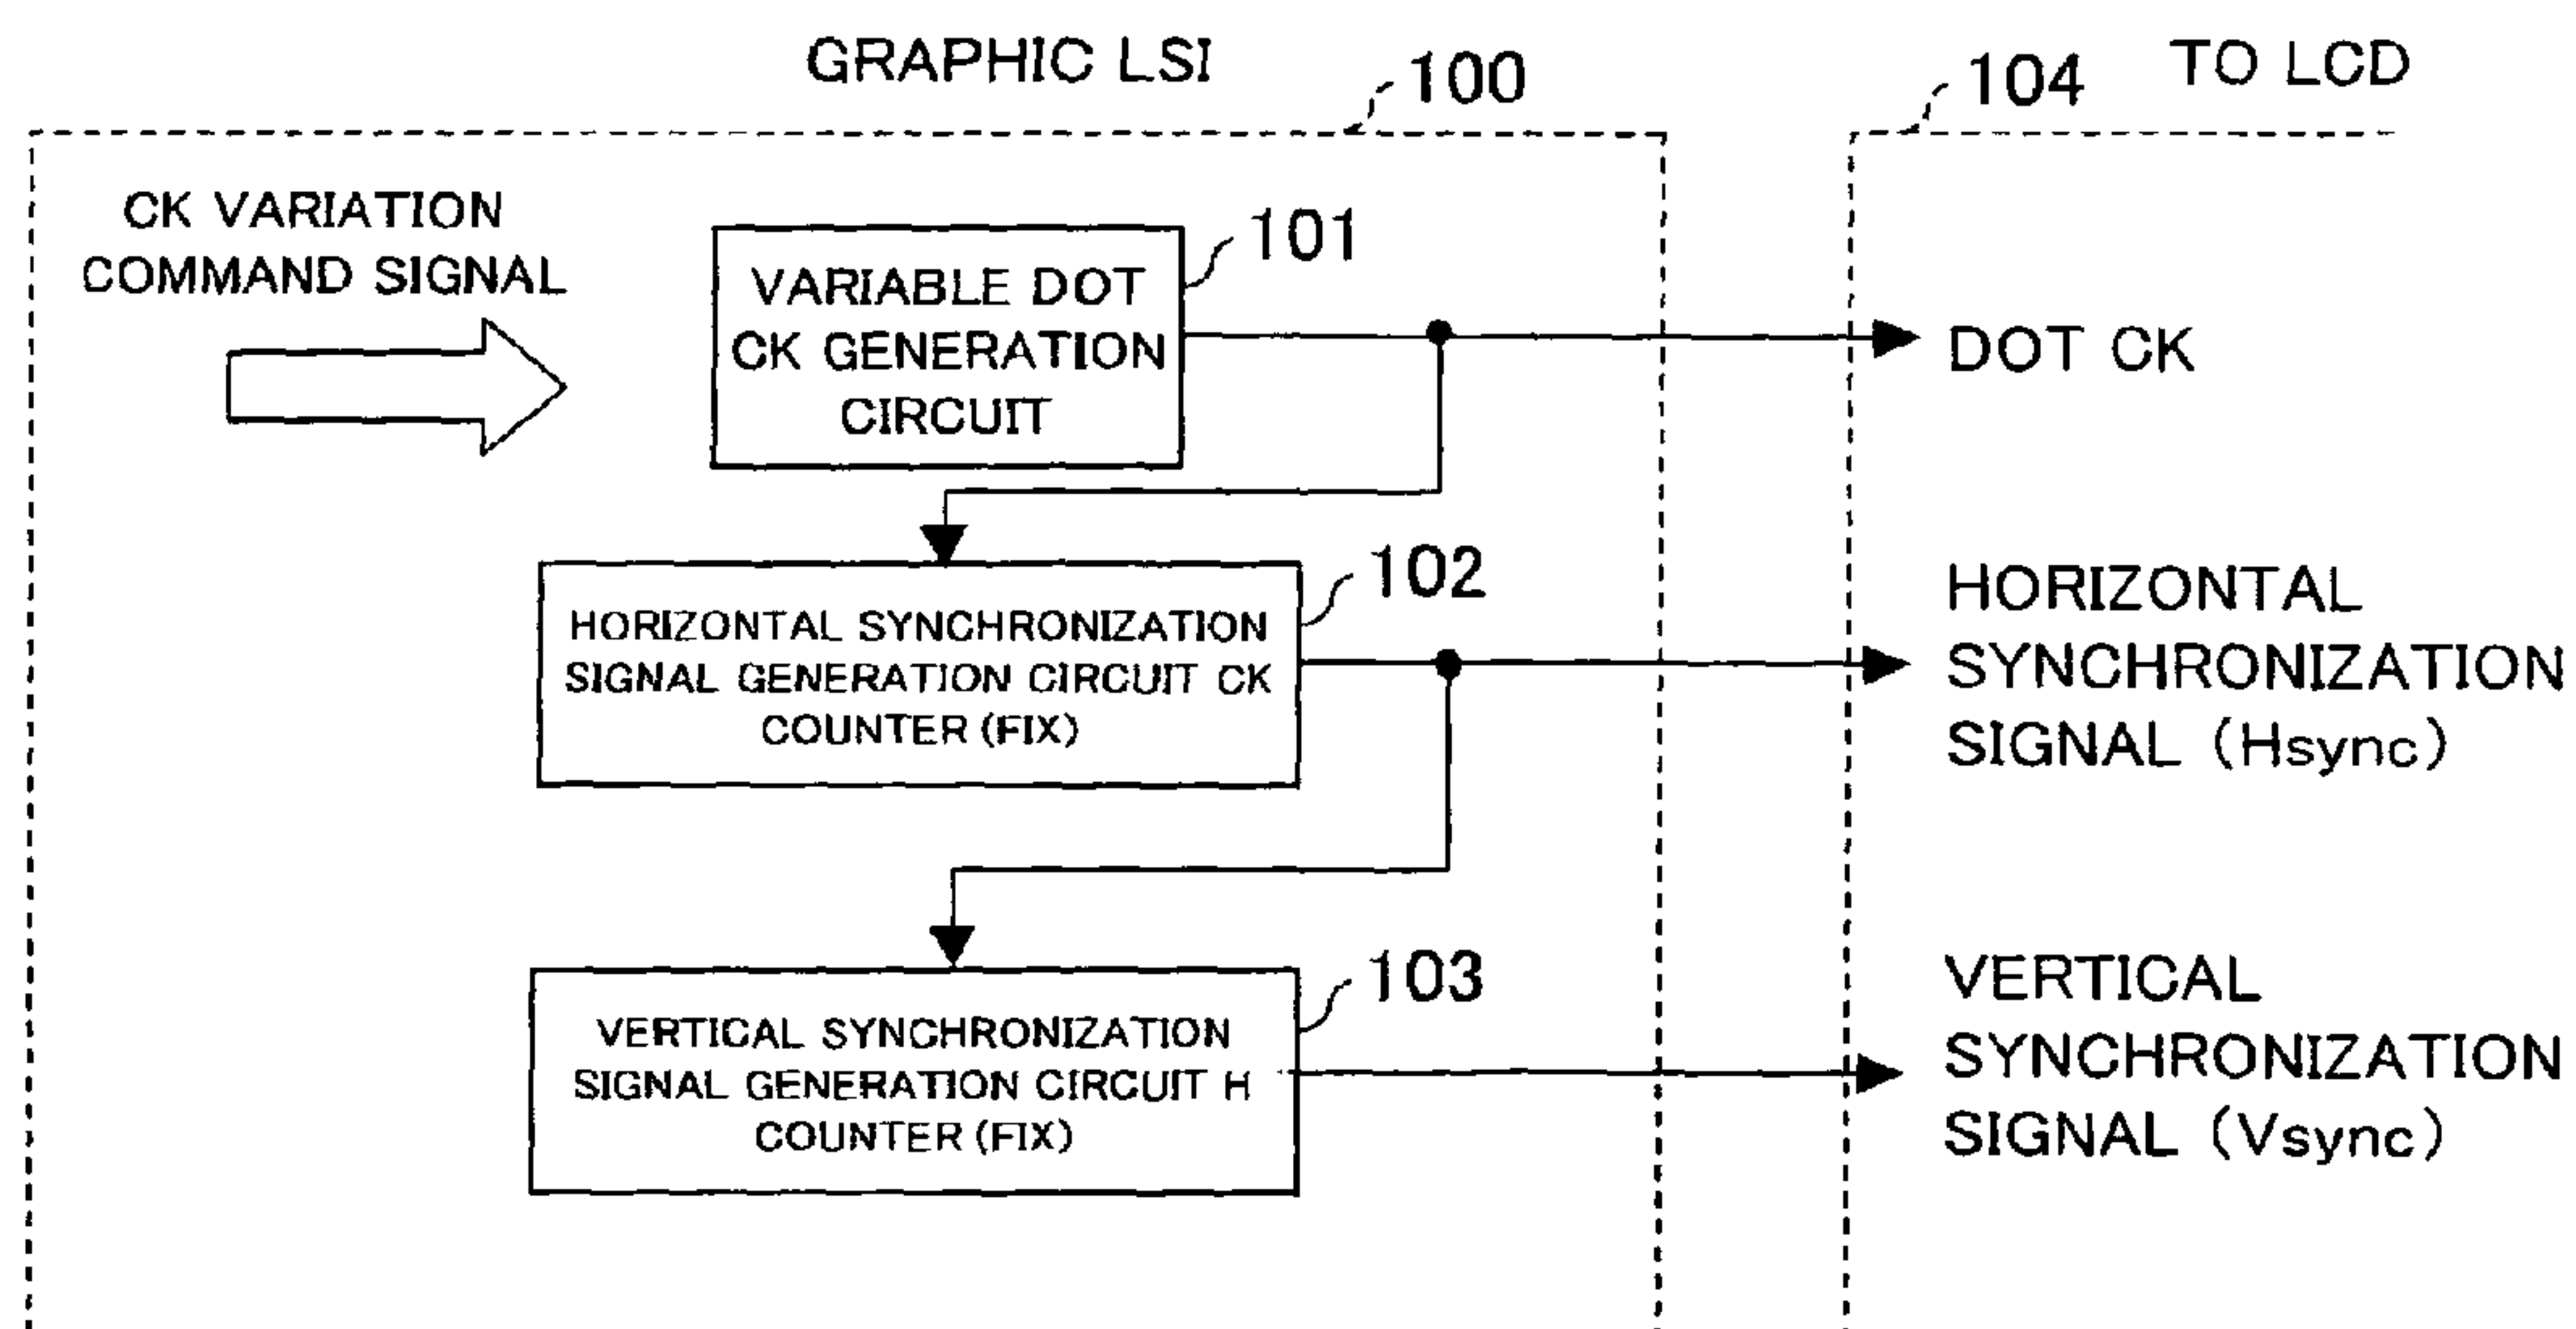 GRAPHIC LSI
100
104
TO LCD
CK VARIATION
COMMAND SIGNAL
101
VARIABLE DOT
CK GENERATION
CIRCUIT
DOT CK
102
HORIZONTAL SYNCHRONIZATION
SIGNAL GENERATION CIRCUIT CK
COUNTER (FIX)
HORIZONTAL
SYNCHRONIZATION
SIGNAL (Hsync)
103
VERTICAL SYNCHRONIZATION
SIGNAL GENERATION CIRCUIT H
COUNTER (FIX)
VERTICAL
SYNCHRONIZATION
SIGNAL (Vsync)